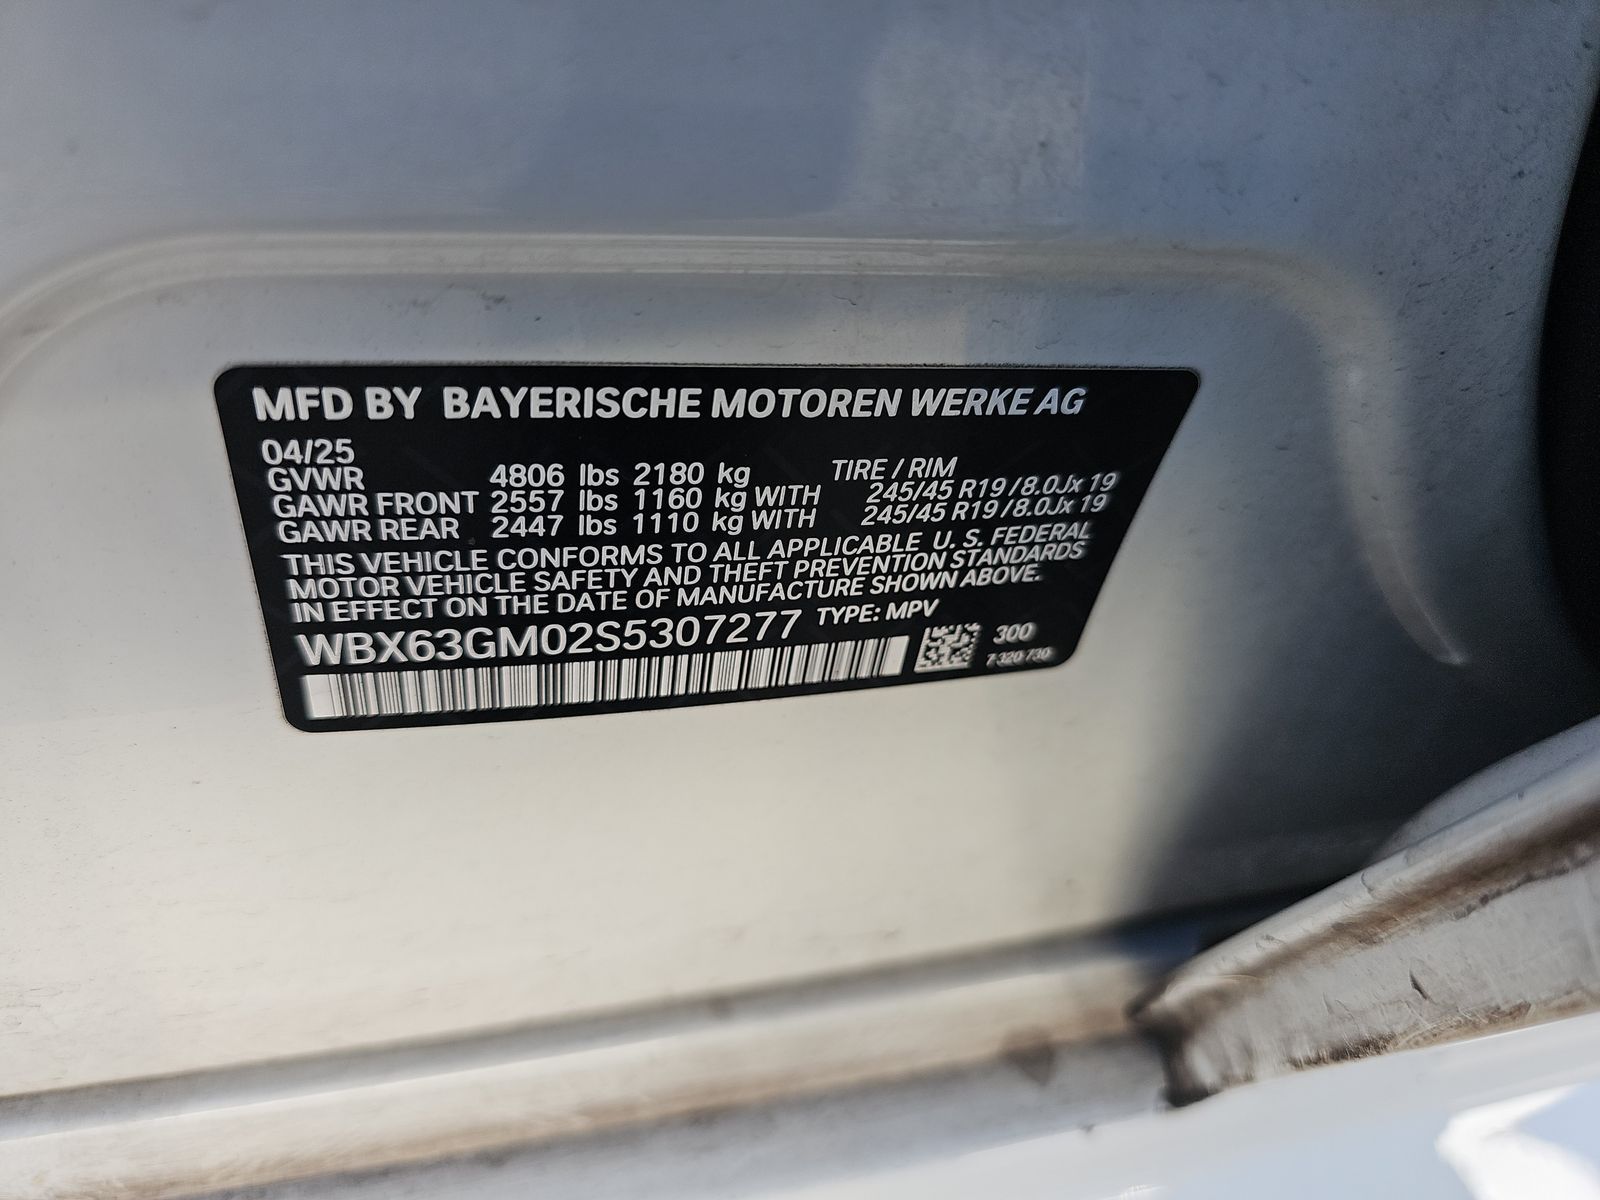 MFD BY BAYERISCHE MOTOREN WERKE AG
04/25
GVWR 4806 lbs 2180 kg TIRE / RIM
GAWR FRONT 2557 lbs 1160 kg WITH 245/45 R19 /8.0Jx 19
GAWR REAR 2447 lbs 1110 kg WITH 245/45 R19 /8.0Jx 19
THIS VEHICLE CONFORMS TO ALL APPLICABLE U. S. FEDERAL
MOTOR VEHICLE SAFETY AND THEFT PREVENTION STANDARDS
IN EFFECT ON THE DATE OF MANUFACTURE SHOWN ABOVE.
WBX63GM02S5307277 TYPE: MPV
300
7 320 730